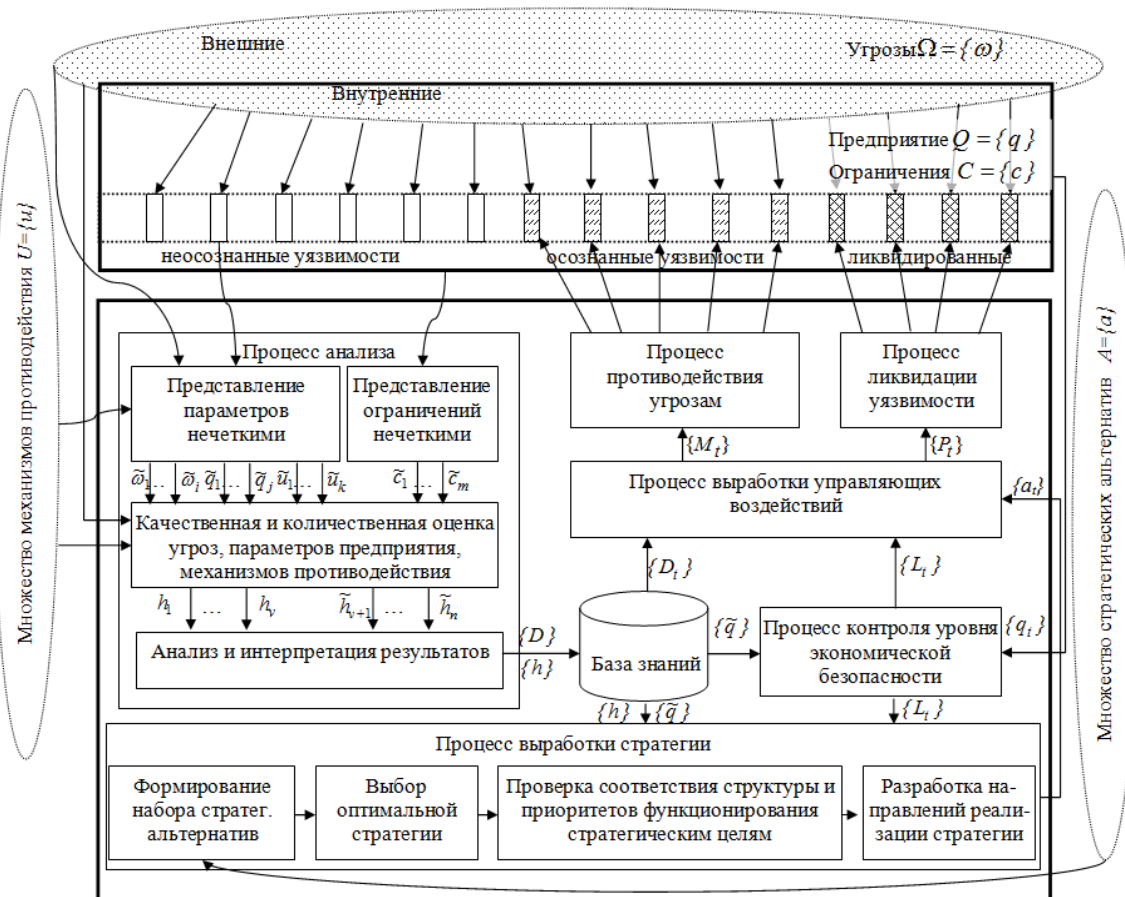 Внешние
Угрозы Ω = { ω }
Внутренние
Предприятие Q = { q }
Ограничения C = { c }
неосознанные уязвимости
осознанные уязвимости
ликвидированные
Множество механизмов противодействия U={u}
Множество стратегических альтернатив A={a}
Процесс анализа
Представление
параметров
нечеткими
Представление
ограничений
нечеткими
ω̃₁ … ω̃ᵢ q̃₁ … q̃ⱼ ũ₁ … ũₖ
c̃₁ … c̃ₘ
Качественная и количественная оценка
угроз, параметров предприятия,
механизмов противодействия
h₁ … hᵥ h̃ᵥ₊₁ … h̃ₙ
Анализ и интерпретация результатов
{D}
{h}
Процесс
противодействия
угрозам
Процесс
ликвидации
уязвимости
{Mₜ}
{Pₜ}
Процесс выработки управляющих
воздействий
{aₜ}
{Dₜ}
{Lₜ}
База знаний
{q̃}
Процесс контроля уровня
экономической
безопасности
{qₜ}
{h} {q̃}
{Lₜ}
Процесс выработки стратегии
Формирование
набора стратег.
альтернатив
Выбор
оптимальной
стратегии
Проверка соответствия структуры и
приоритетов функционирования
стратегическим целям
Разработка на-
правлений реали-
зации стратегии